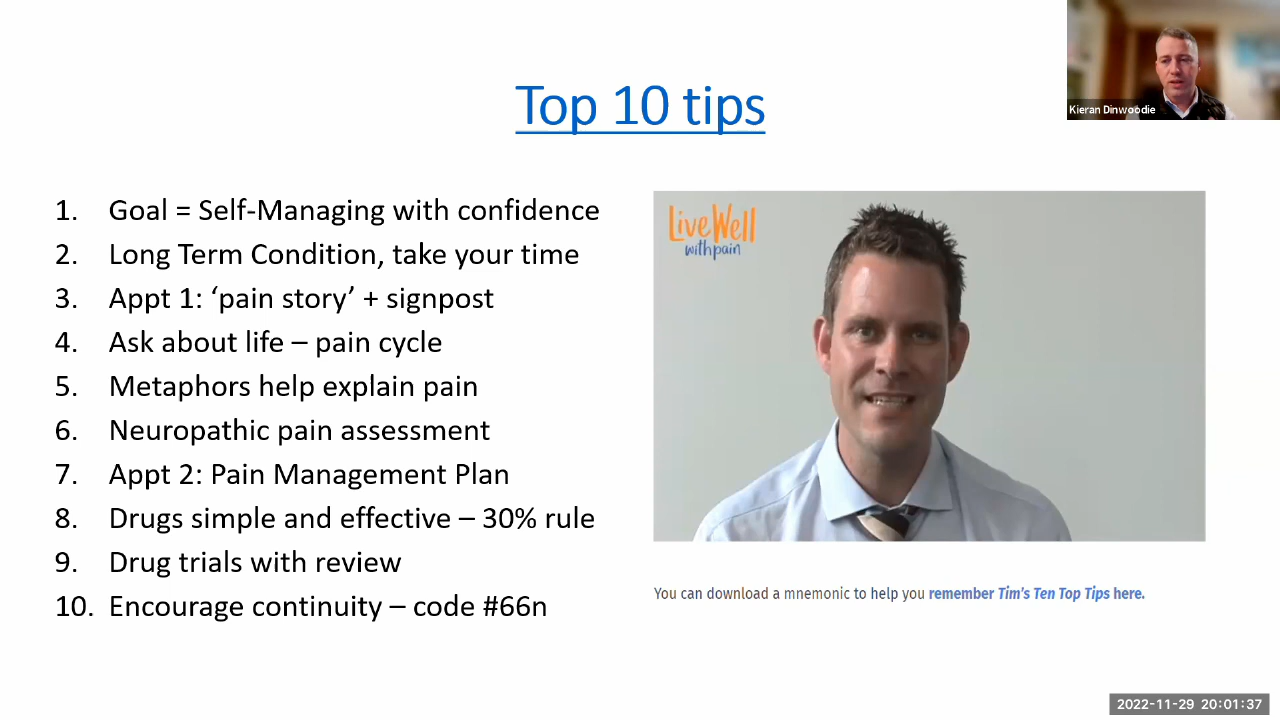 Top 10 tips
Kieran Dinwoodie
1. Goal = Self-Managing with confidence
2. Long Term Condition, take your time
3. Appt 1: ‘pain story’ + signpost
4. Ask about life – pain cycle
5. Metaphors help explain pain
6. Neuropathic pain assessment
7. Appt 2: Pain Management Plan
8. Drugs simple and effective – 30% rule
9. Drug trials with review
10. Encourage continuity – code #66n
LiveWell
with pain
You can download a mnemonic to help you remember Tim's Ten Top Tips here.
2022-11-29 20:01:37